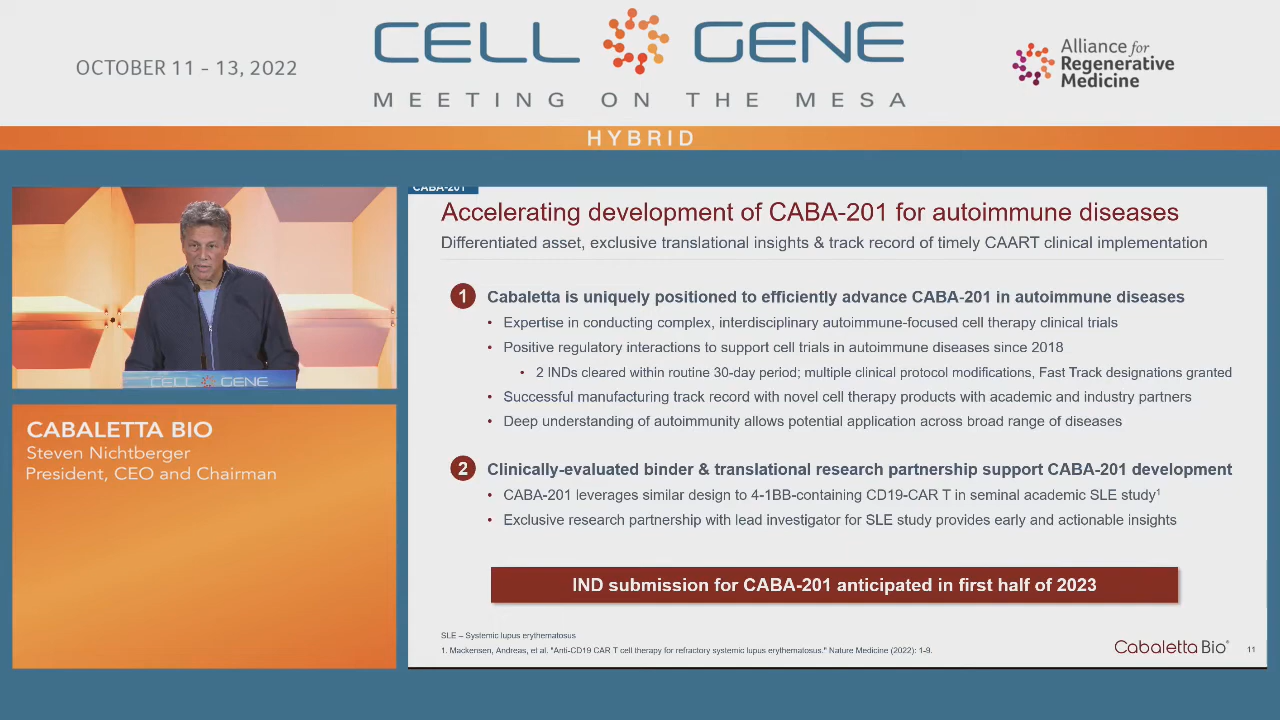 OCTOBER 11 - 13, 2022
CELL GENE
MEETING ON THE MESA
Alliance for
Regenerative
Medicine
HYBRID
CELL GENE
CABALETTA BIO
Steven Nichtberger
President, CEO and Chairman
CABA-201
Accelerating development of CABA-201 for autoimmune diseases
Differentiated asset, exclusive translational insights & track record of timely CAART clinical implementation
1 Cabaletta is uniquely positioned to efficiently advance CABA-201 in autoimmune diseases
• Expertise in conducting complex, interdisciplinary autoimmune-focused cell therapy clinical trials
• Positive regulatory interactions to support cell trials in autoimmune diseases since 2018
• 2 INDs cleared within routine 30-day period; multiple clinical protocol modifications, Fast Track designations granted
• Successful manufacturing track record with novel cell therapy products with academic and industry partners
• Deep understanding of autoimmunity allows potential application across broad range of diseases
2 Clinically-evaluated binder & translational research partnership support CABA-201 development
• CABA-201 leverages similar design to 4-1BB-containing CD19-CAR T in seminal academic SLE study¹
• Exclusive research partnership with lead investigator for SLE study provides early and actionable insights
IND submission for CABA-201 anticipated in first half of 2023
SLE – Systemic lupus erythematosus
1. Mackensen, Andreas, et al. "Anti-CD19 CAR T cell therapy for refractory systemic lupus erythematosus." Nature Medicine (2022): 1-9.
Cabaletta Bio®
11